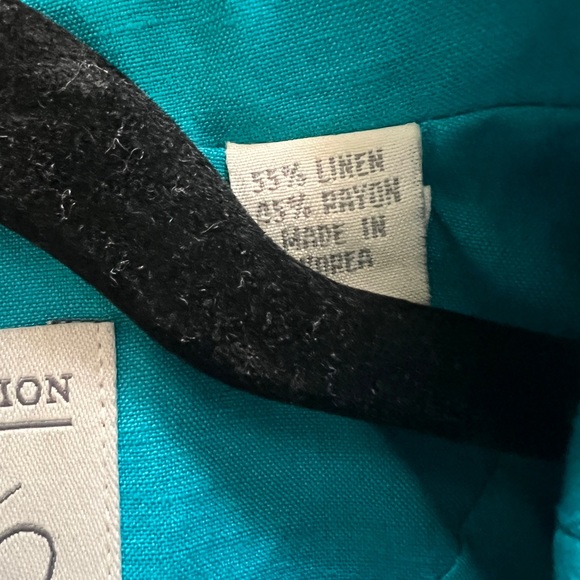 55% LINEN
45% RAYON
MADE IN
KOREA
ION